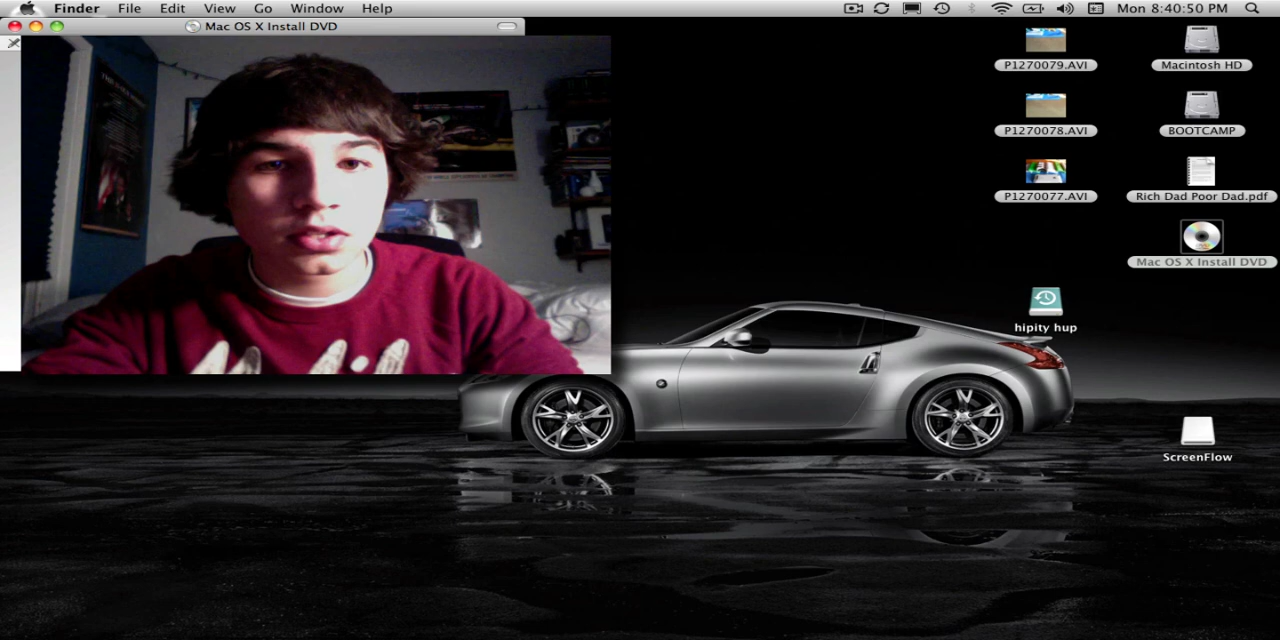 Finder File Edit View Go Window Help Mon 8:40:50 PM
Mac OS X Install DVD
P1270079.AVI
Macintosh HD
P1270078.AVI
BOOTCAMP
P1270077.AVI
Rich Dad Poor Dad.pdf
Mac OS X Install DVD
hipity hup
ScreenFlow